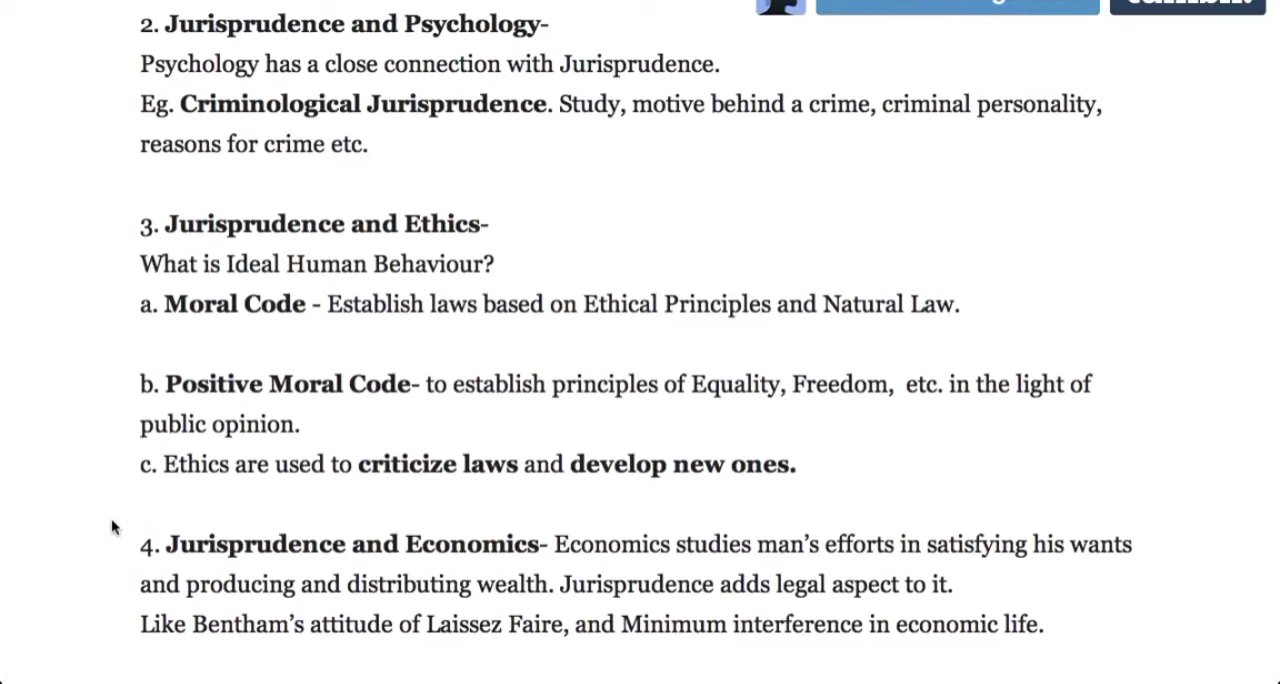 2. Jurisprudence and Psychology-
Psychology has a close connection with Jurisprudence.
Eg. Criminological Jurisprudence. Study, motive behind a crime, criminal personality,
reasons for crime etc.
3. Jurisprudence and Ethics-
What is Ideal Human Behaviour?
a. Moral Code - Establish laws based on Ethical Principles and Natural Law.
b. Positive Moral Code- to establish principles of Equality, Freedom,  etc. in the light of
public opinion.
c. Ethics are used to criticize laws and develop new ones.
4. Jurisprudence and Economics- Economics studies man’s efforts in satisfying his wants
and producing and distributing wealth. Jurisprudence adds legal aspect to it.
Like Bentham’s attitude of Laissez Faire, and Minimum interference in economic life.